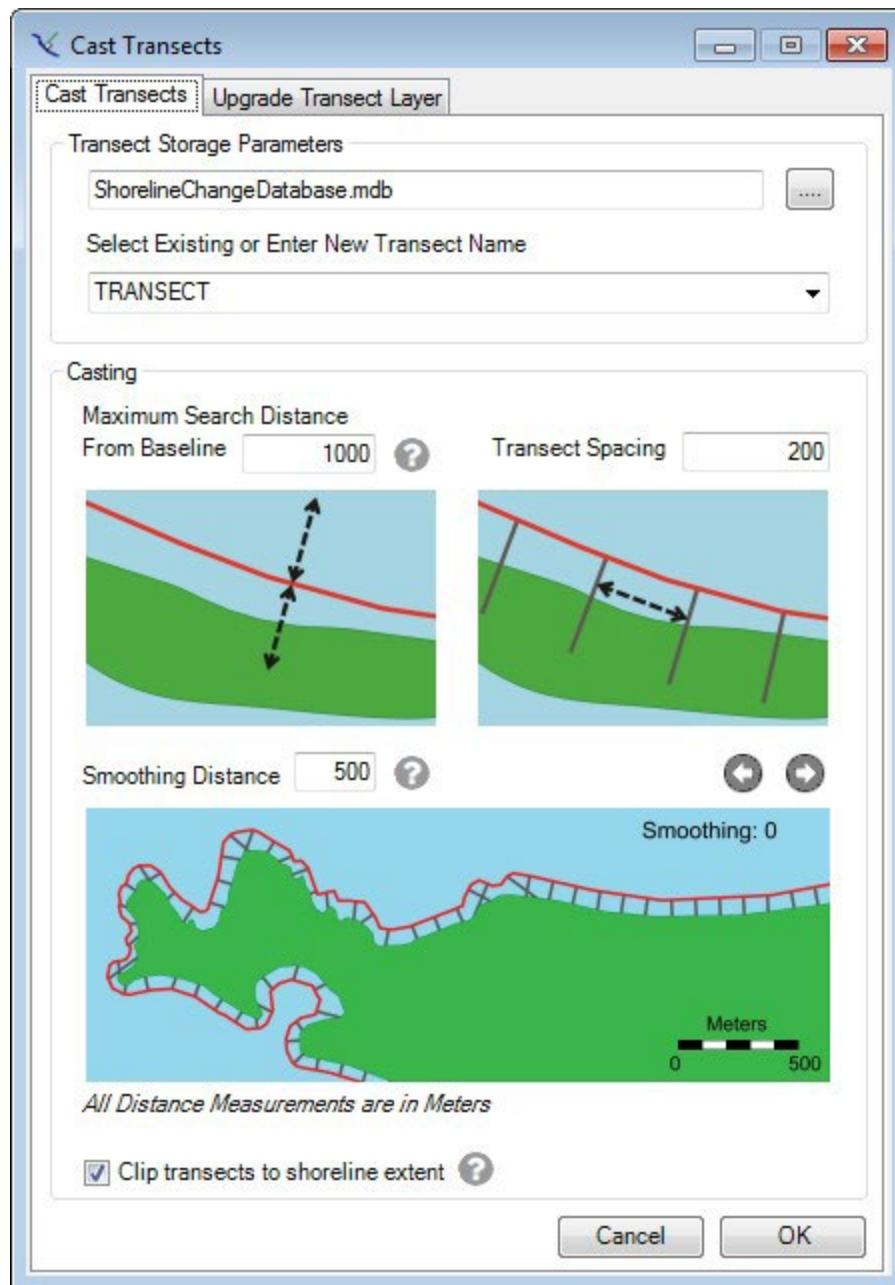 Cast Transects
Cast Transects
Upgrade Transect Layer
Transect Storage Parameters
ShorelineChangeDatabase.mdb
....
Select Existing or Enter New Transect Name
TRANSECT
Casting
Maximum Search Distance
From Baseline 1000 ?
Transect Spacing 200
Smoothing Distance 500 ?
Smoothing: 0
Meters
0 500
All Distance Measurements are in Meters
Clip transects to shoreline extent ?
Cancel
OK